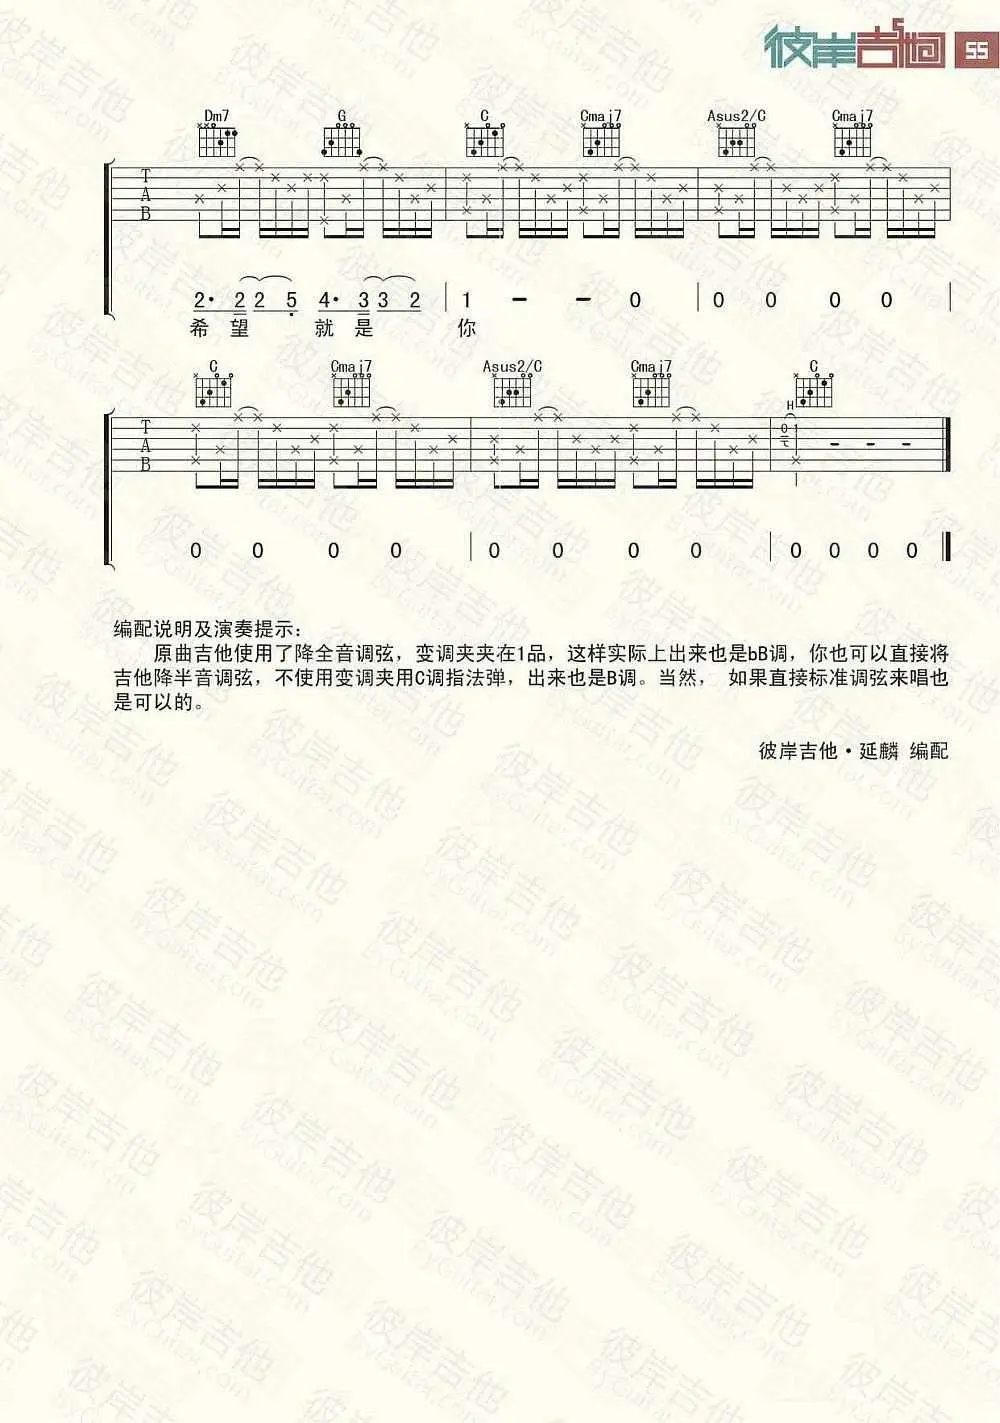 彼岸吉他 55
Dm7 G C Cmaj7 Asus2/C Cmaj7
T
A
B
2· 2 2 5 4· 3 3 2 1 - - 0 0 0 0 0
希 望 就 是 你
C Cmaj7 Asus2/C Cmaj7 C
H
T
A
B
0 1 - - -
0 0 0 0 0 0 0 0 0 0 0 0
编配说明及演奏提示：
原曲吉他使用了降全音调弦，变调夹夹在1品，这样实际上出来也是bB调，你也可以直接将
吉他降半音调弦，不使用变调夹用C调指法弹，出来也是B调。当然， 如果直接标准调弦来唱也
是可以的。
彼岸吉他·延麟 编配